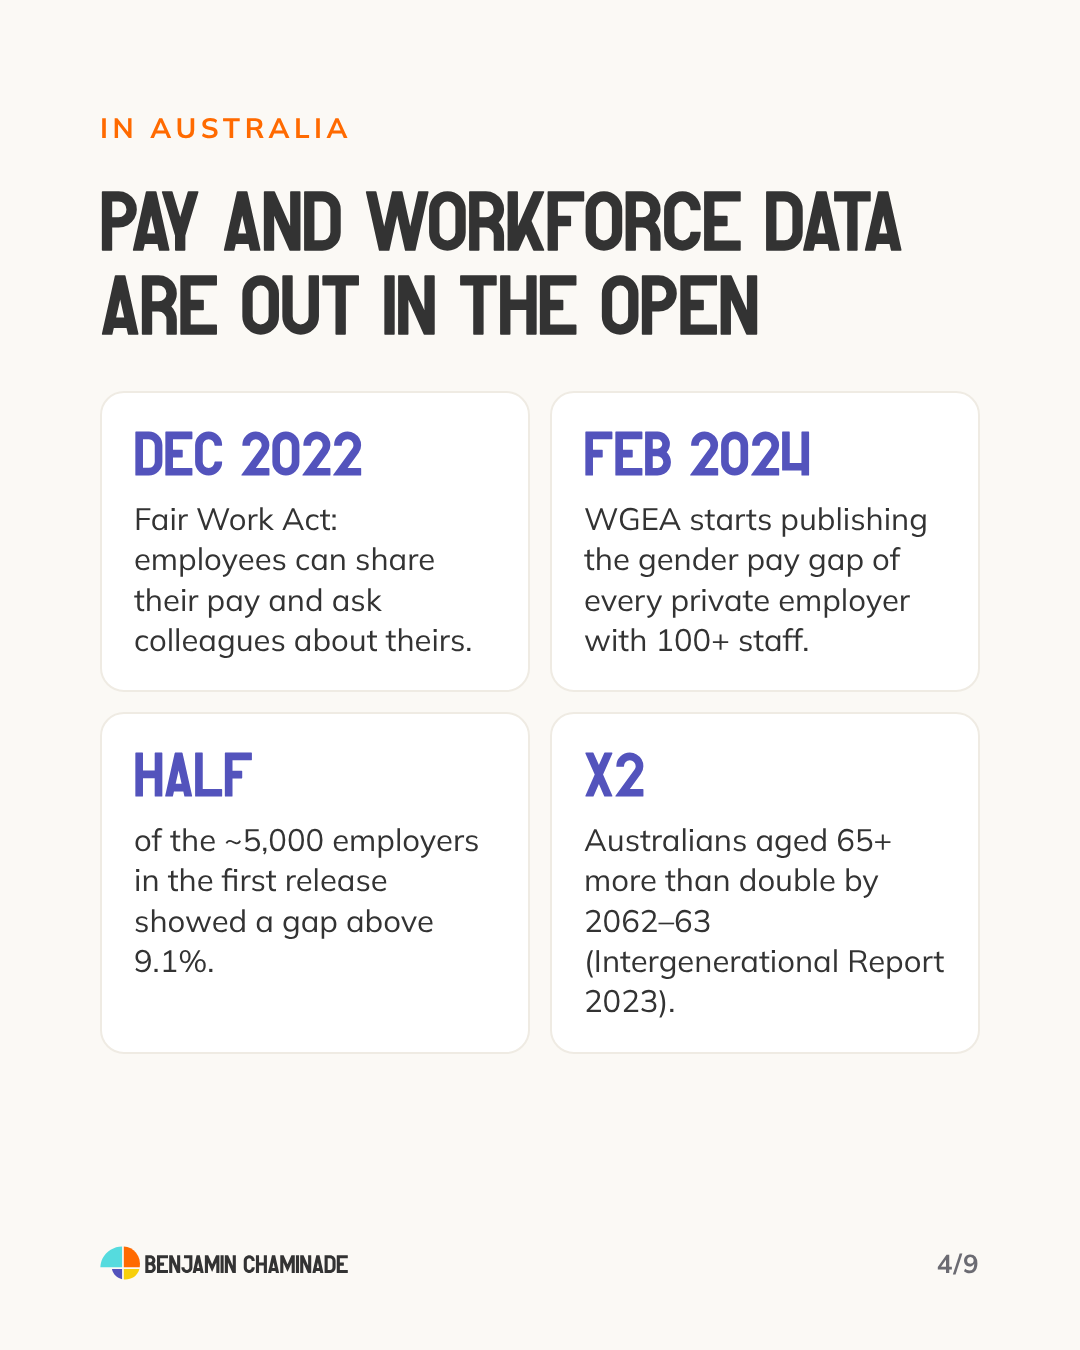 IN AUSTRALIA
PAY AND WORKFORCE DATA
ARE OUT IN THE OPEN
DEC 2022
Fair Work Act:
employees can share
their pay and ask
colleagues about theirs.
FEB 2024
WGEA starts publishing
the gender pay gap of
every private employer
with 100+ staff.
HALF
of the ~5,000 employers
in the first release
showed a gap above
9.1%.
X2
Australians aged 65+
more than double by
2062–63
(Intergenerational Report
2023).
BENJAMIN CHAMINADE
4/9